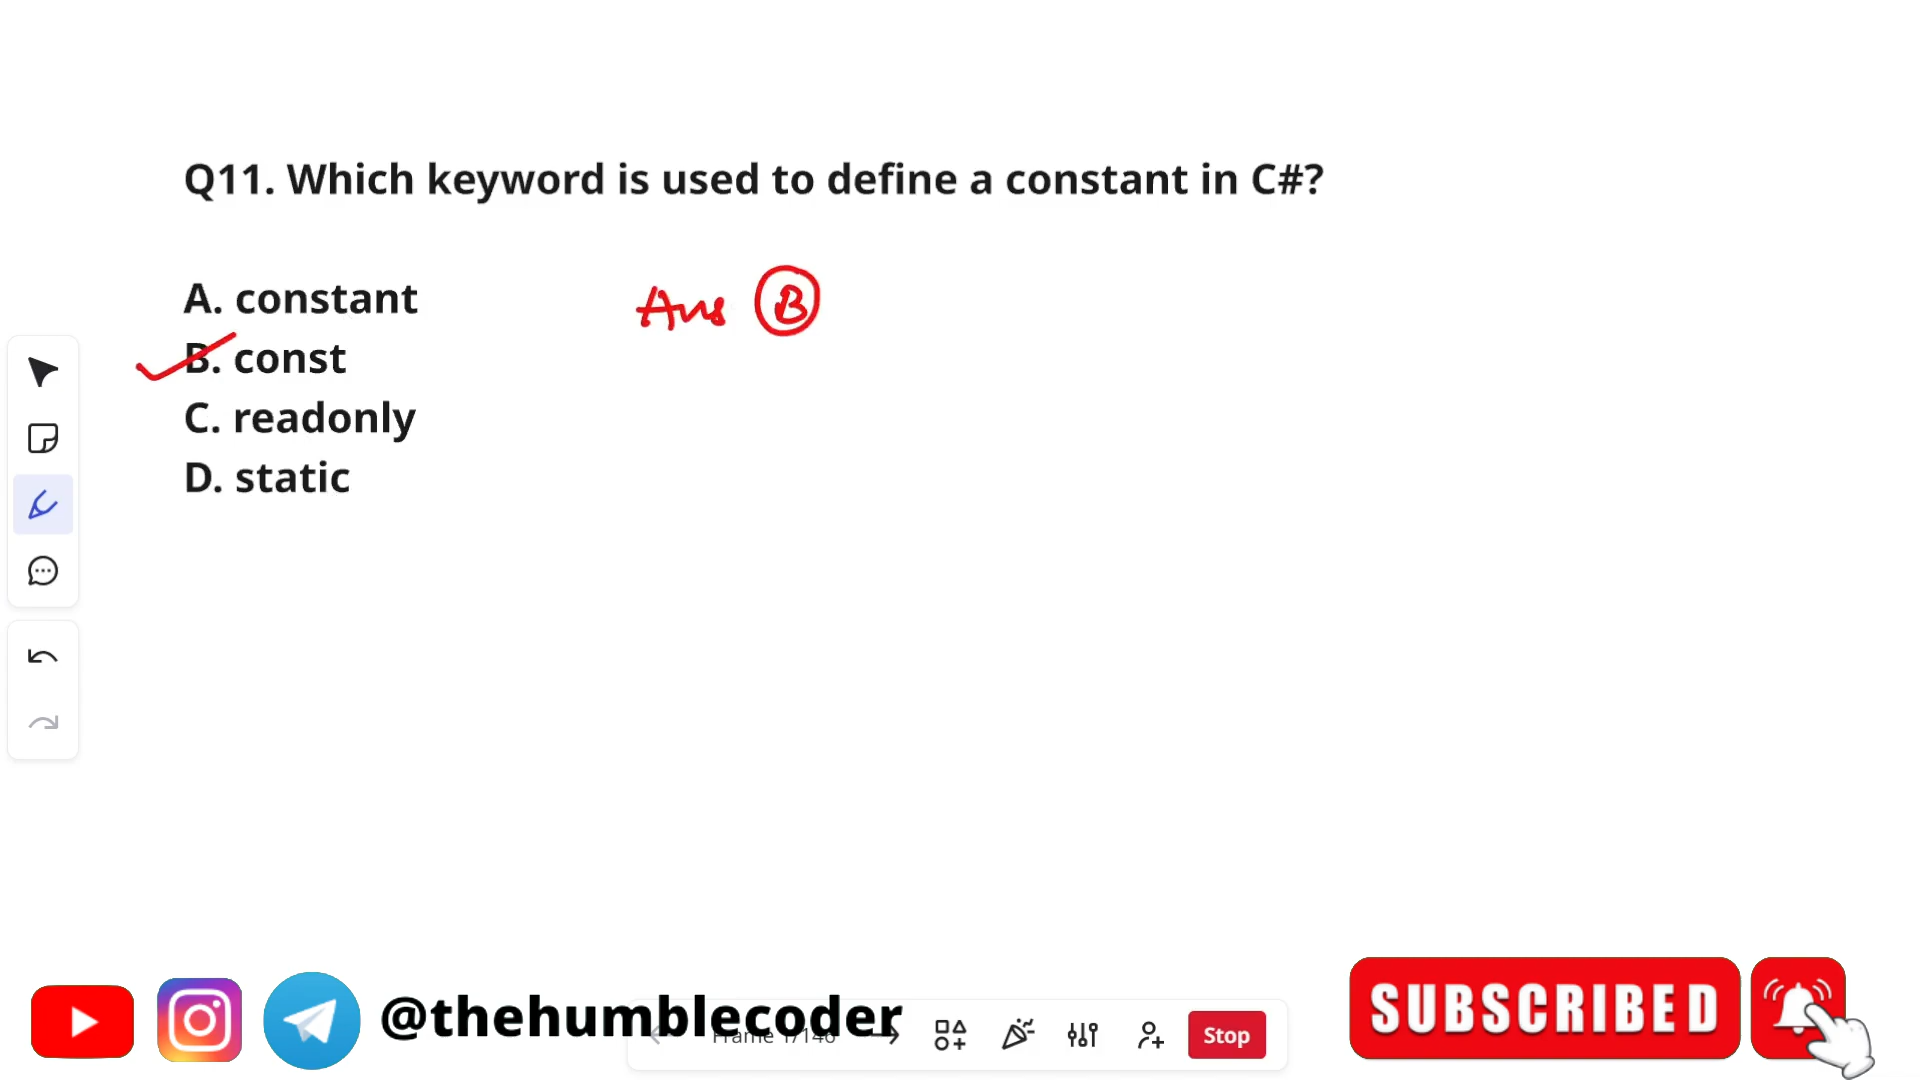 Q11. Which keyword is used to define a constant in C#?
A. constant
Ans B
B. const
C. readonly
D. static
@thehumblecoder
Stop
SUBSCRIBED